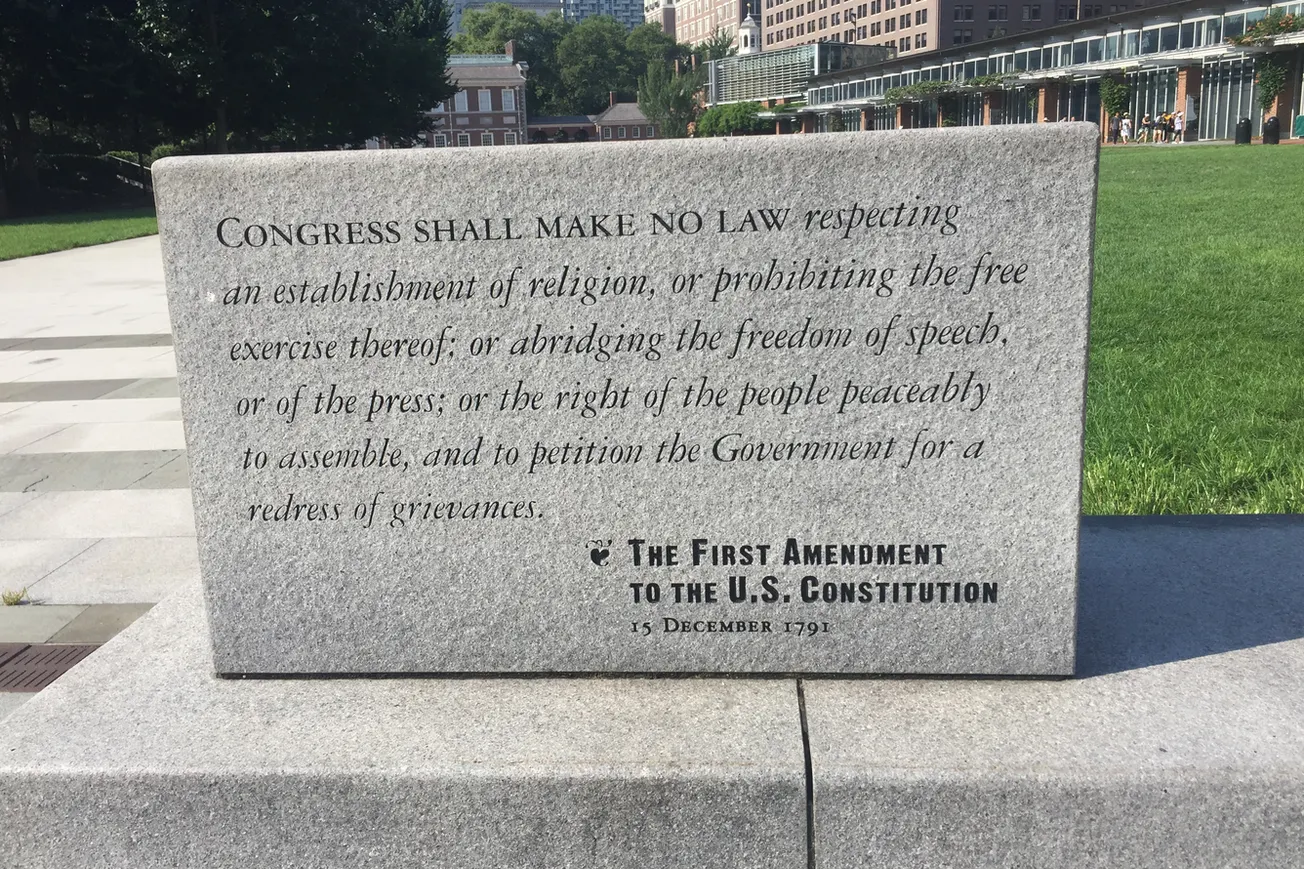 CONGRESS SHALL MAKE NO LAW respecting
an establishment of religion, or prohibiting the free
exercise thereof; or abridging the freedom of speech,
or of the press; or the right of the people peaceably
to assemble, and to petition the Government for a
redress of grievances.
❦ THE FIRST AMENDMENT
TO THE U.S. CONSTITUTION
15 DECEMBER 1791